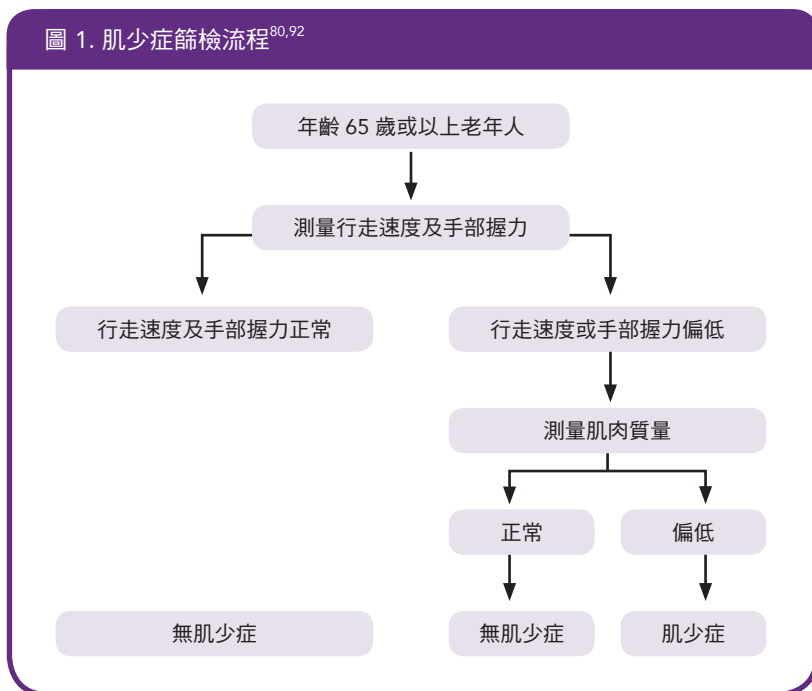 圖 1. 肌少症篩檢流程80,92
年齡 65 歲或以上老年人
測量行走速度及手部握力
行走速度及手部握力正常
行走速度或手部握力偏低
測量肌肉質量
正常
偏低
無肌少症
無肌少症
肌少症